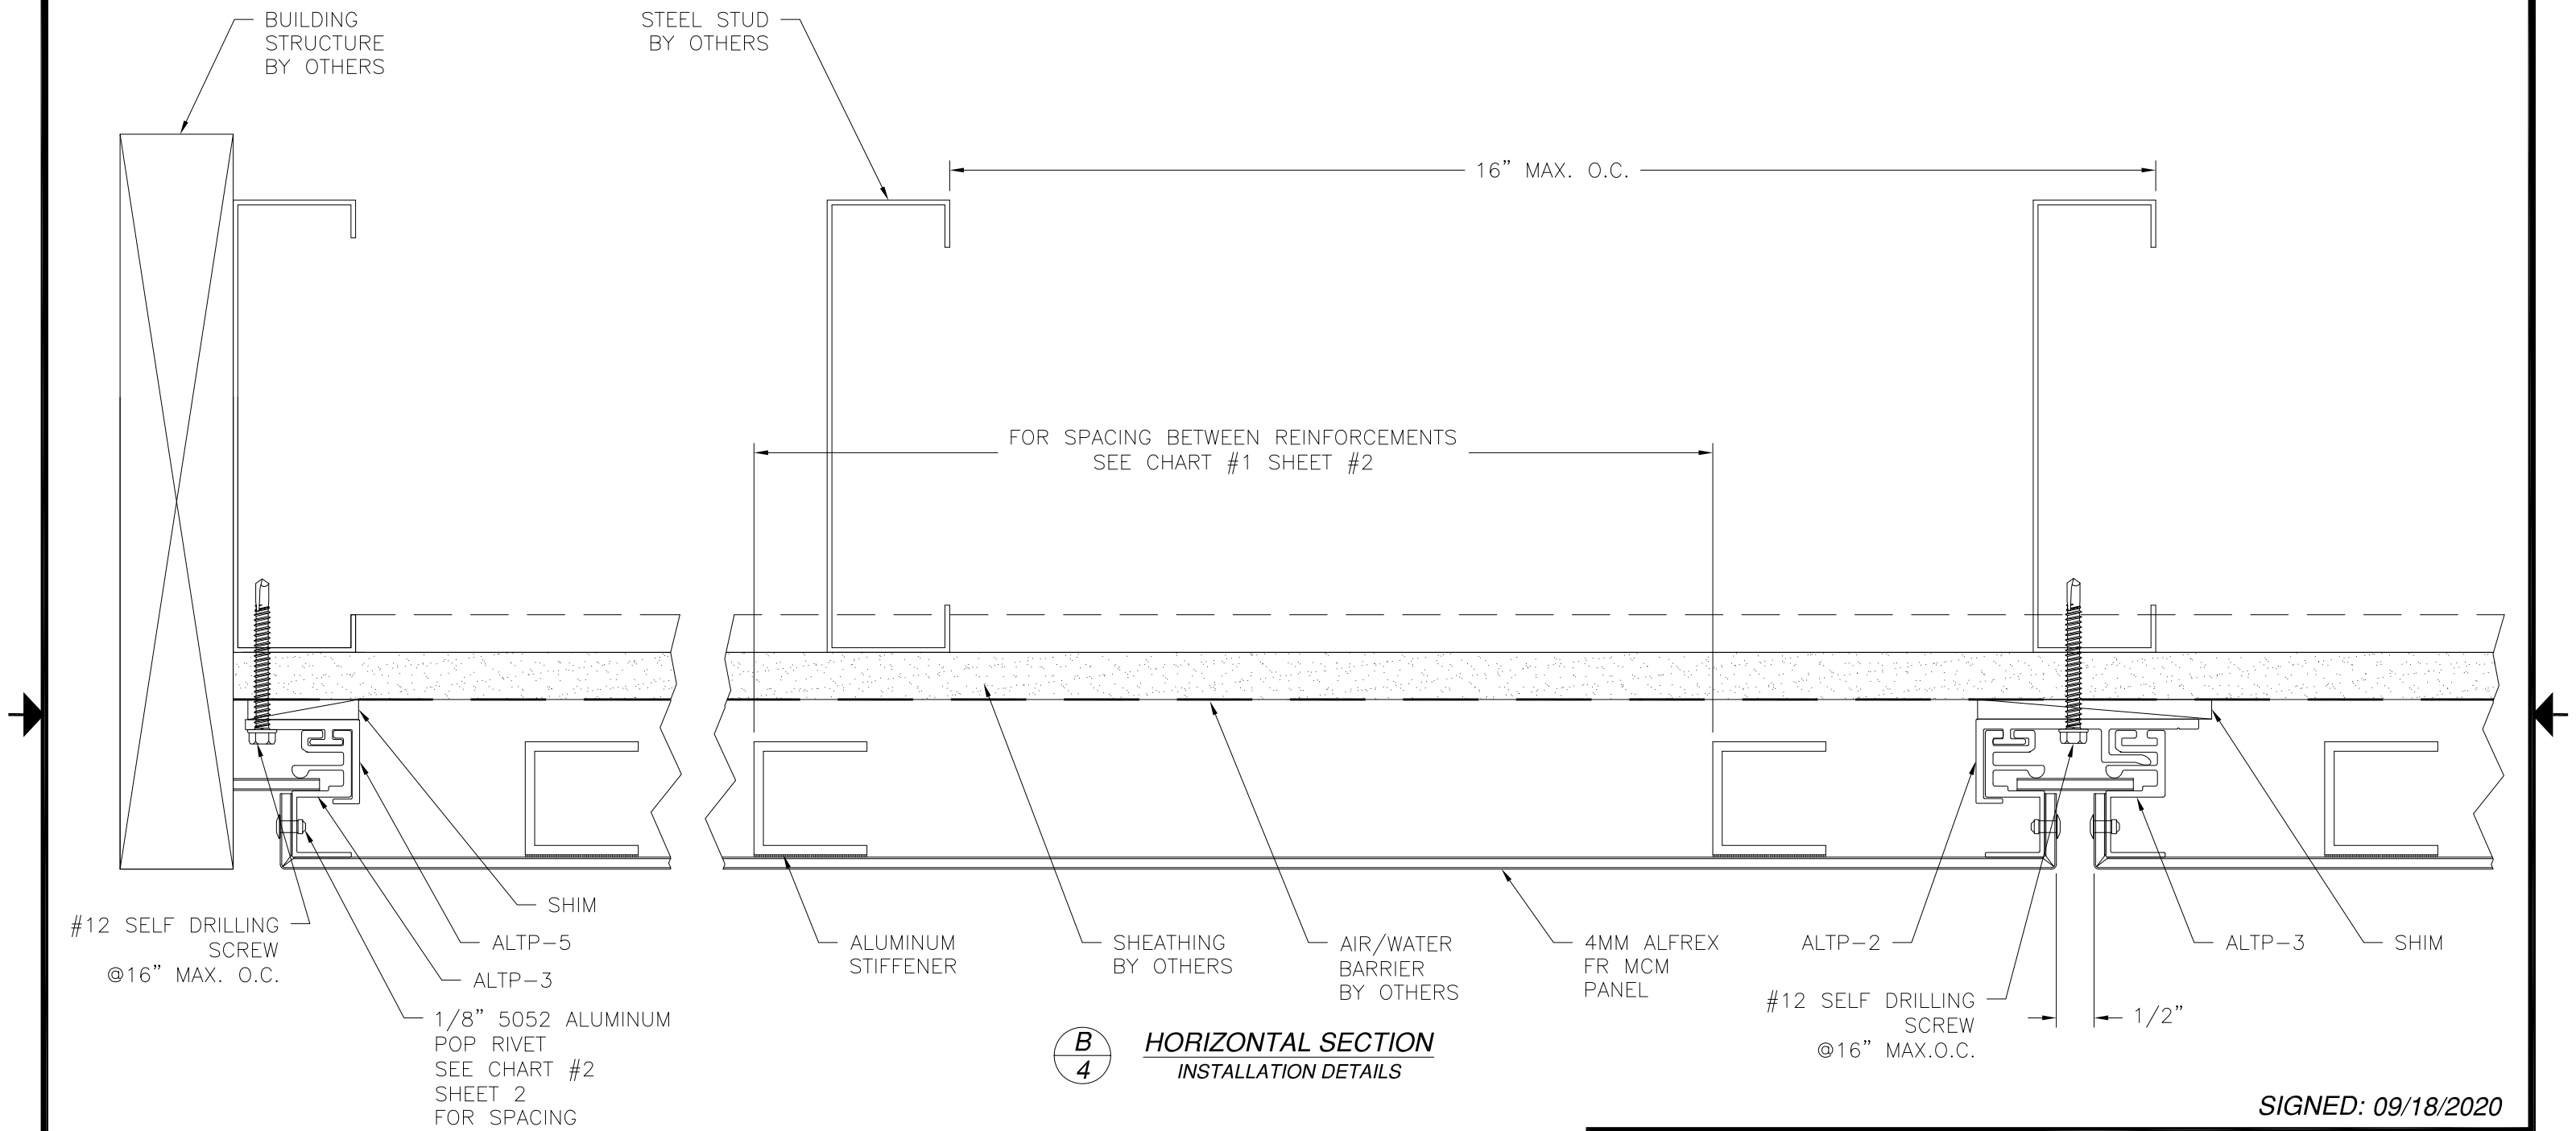 BUILDING
STRUCTURE
BY OTHERS
STEEL STUD
BY OTHERS
16” MAX. O.C.
FOR SPACING BETWEEN REINFORCEMENTS
SEE CHART #1 SHEET #2
#12 SELF DRILLING
SCREW
@16” MAX. O.C.
SHIM
ALTP-5
ALTP-3
1/8” 5052 ALUMINUM
POP RIVET
SEE CHART #2
SHEET 2
FOR SPACING
ALUMINUM
STIFFENER
SHEATHING
BY OTHERS
AIR/WATER
BARRIER
BY OTHERS
4MM ALFREX
FR MCM
PANEL
ALTP-2
#12 SELF DRILLING
SCREW
@16” MAX.O.C.
1/2”
ALTP-3
SHIM
B
4
HORIZONTAL SECTION
INSTALLATION DETAILS
SIGNED: 09/18/2020